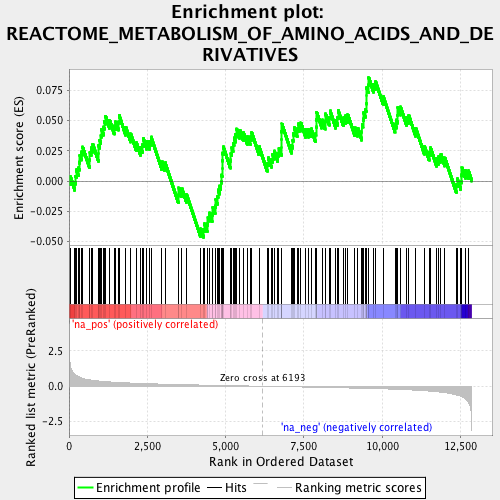 Enrichment plot:
REACTOME_METABOLISM_OF_AMINO_ACIDS_AND_DE
RIVATIVES
Enrichment score (ES)
0.075
0.050
0.025
0.000
-0.025
-0.050
'na_pos' (positively correlated)
Ranked list metric (PreRanked)
2.5
0.0
-2.5
Zero cross at 6193
'na_neg' (negatively correlated)
0
2,500
5,000
7,500
10,000
12,500
Rank in Ordered Dataset
Enrichment profile
Hits
Ranking metric scores